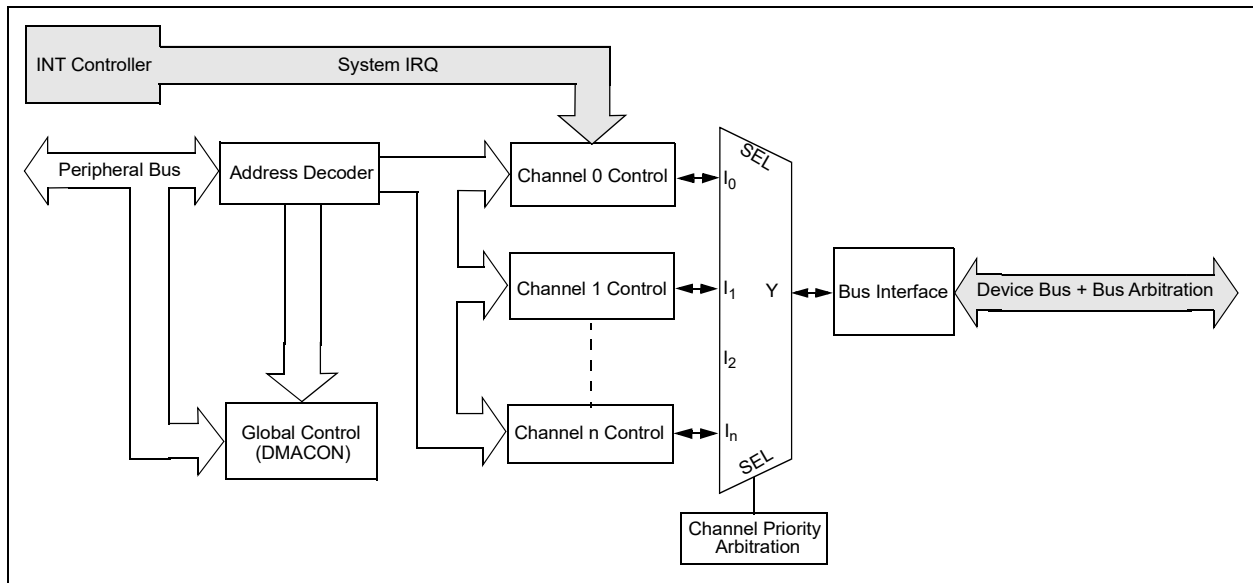 INT Controller
System IRQ
Peripheral Bus
Address Decoder
Channel 0 Control
SEL
I0
Channel 1 Control
I1
Y
Bus Interface
Device Bus + Bus Arbitration
I2
Global Control
(DMACON)
Channel n Control
In
SEL
Channel Priority
Arbitration